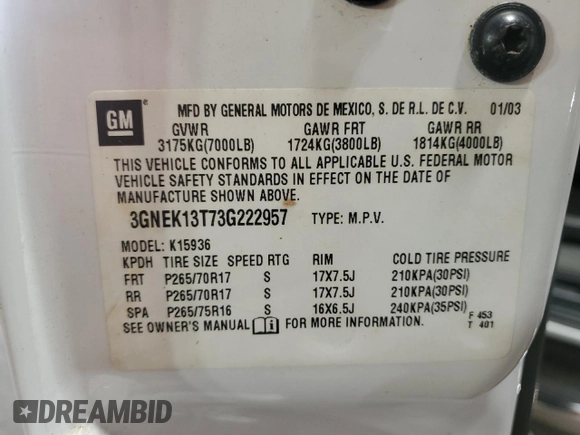 GM
MFD BY GENERAL MOTORS DE MEXICO, S. DE R.L. DE C.V. 01/03
GVWR GAWR FRT GAWR RR
3175KG(7000LB) 1724KG(3800LB) 1814KG(4000LB)
THIS VEHICLE CONFORMS TO ALL APPLICABLE U.S. FEDERAL MOTOR
VEHICLE SAFETY STANDARDS IN EFFECT ON THE DATE OF
MANUFACTURE SHOWN ABOVE.
3GNEK13T73G222957 TYPE: M.P.V.
MODEL: K15936
KPDH TIRE SIZE SPEED RTG RIM COLD TIRE PRESSURE
FRT P265/70R17 S 17X7.5J 210KPA(30PSI)
RR P265/70R17 S 17X7.5J 210KPA(30PSI)
SPA P265/75R16 S 16X6.5J 240KPA(35PSI)
SEE OWNER'S MANUAL FOR MORE INFORMATION.
F 453
T 401
DREAMBID